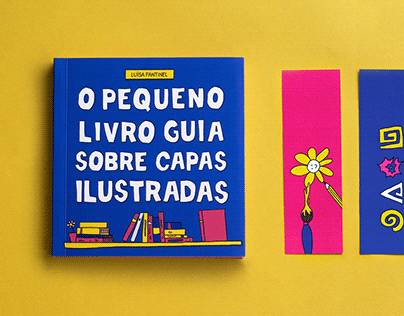 LUÍSA FANTINEL
O PEQUENO
LIVRO GUIA
SOBRE CAPAS
ILUSTRADAS